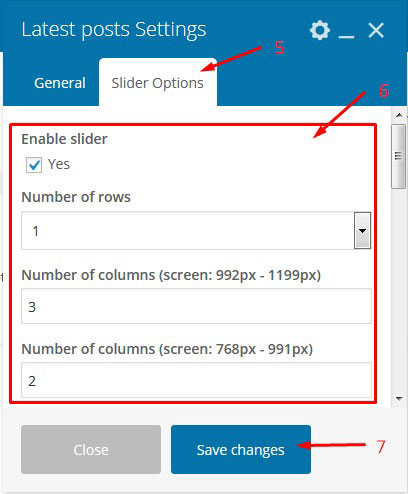 Latest posts Settings
5
General
Slider Options
6
Enable slider
Yes
Number of rows
1
Number of columns (screen: 992px - 1199px)
3
Number of columns (screen: 768px - 991px)
2
Close
Save changes
7